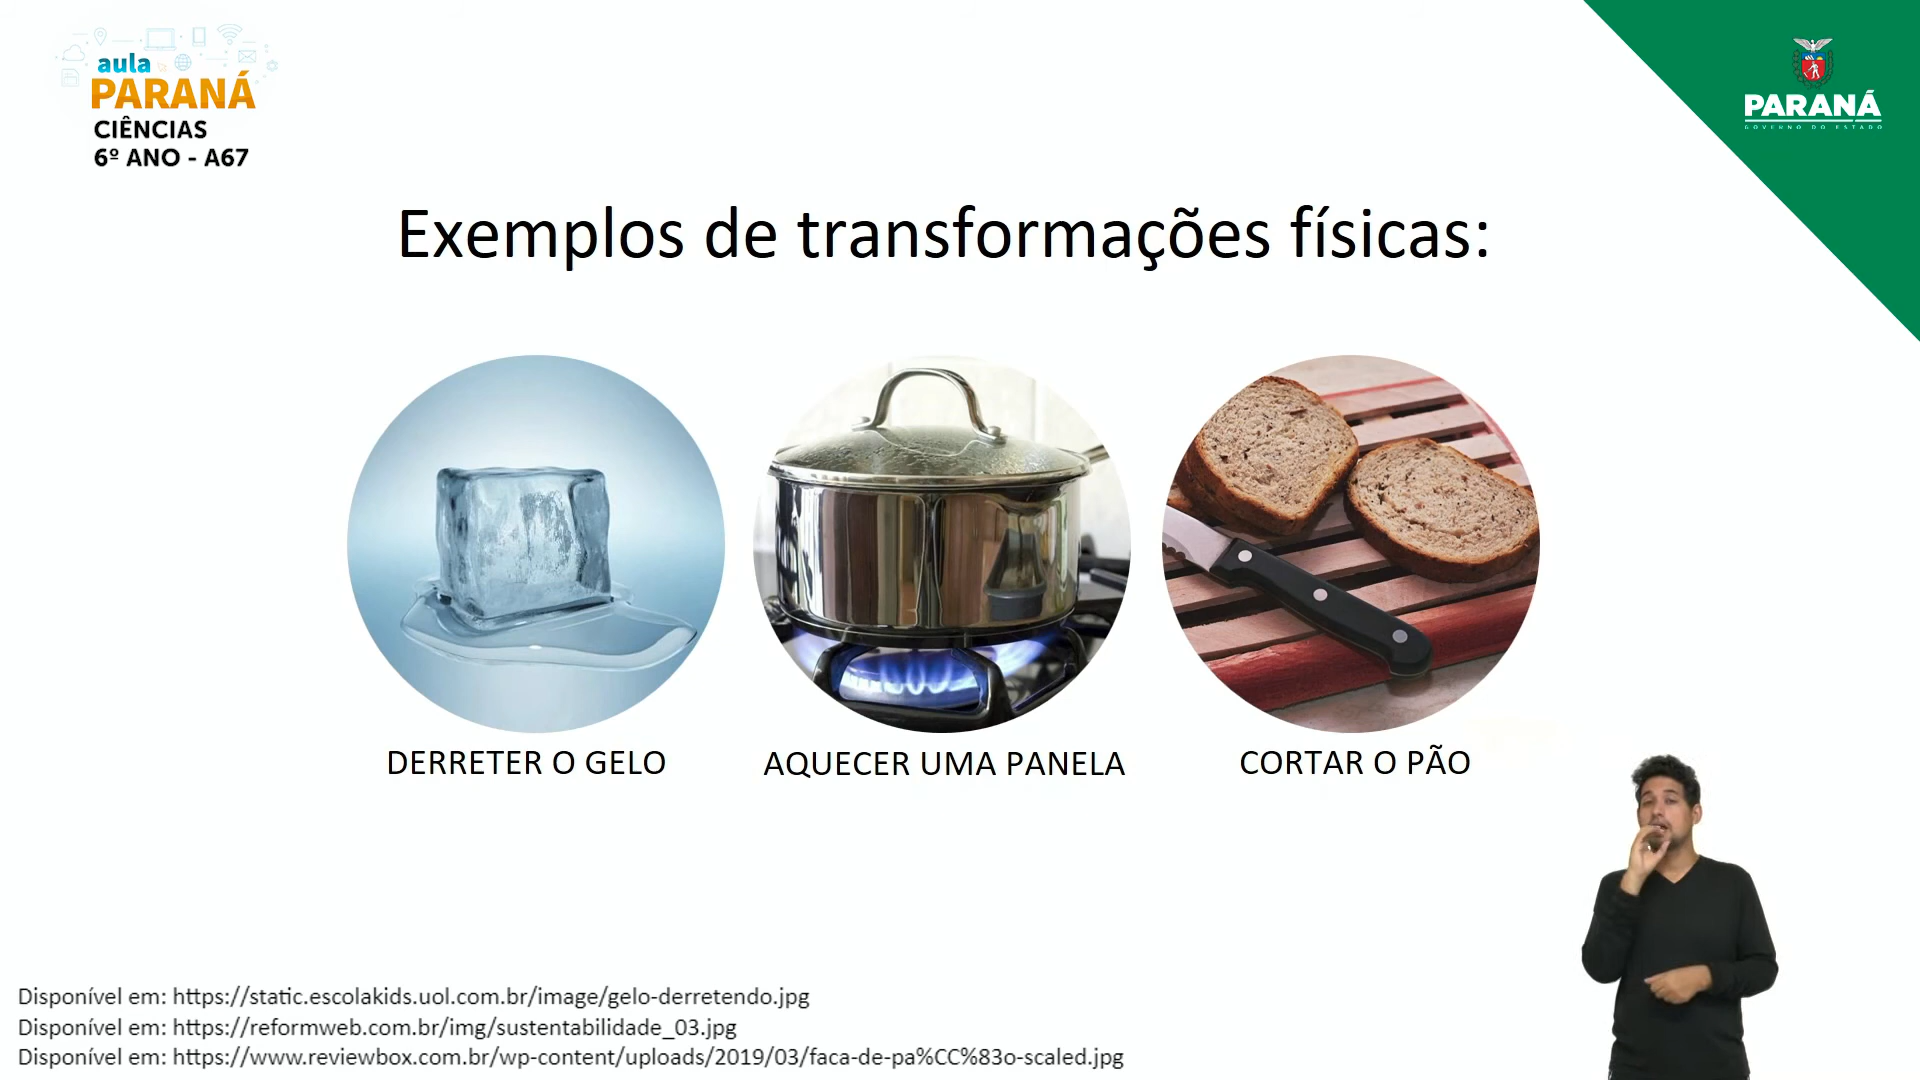 aula
PARANÁ
CIÊNCIAS
6º ANO - A67
PARANÁ
GOVERNO DO ESTADO
Exemplos de transformações físicas:
DERRETER O GELO
AQUECER UMA PANELA
CORTAR O PÃO
Disponível em: https://static.escolakids.uol.com.br/image/gelo-derretendo.jpg
Disponível em: https://reformweb.com.br/img/sustentabilidade_03.jpg
Disponível em: https://www.reviewbox.com.br/wp-content/uploads/2019/03/faca-de-pa%CC%83o-scaled.jpg